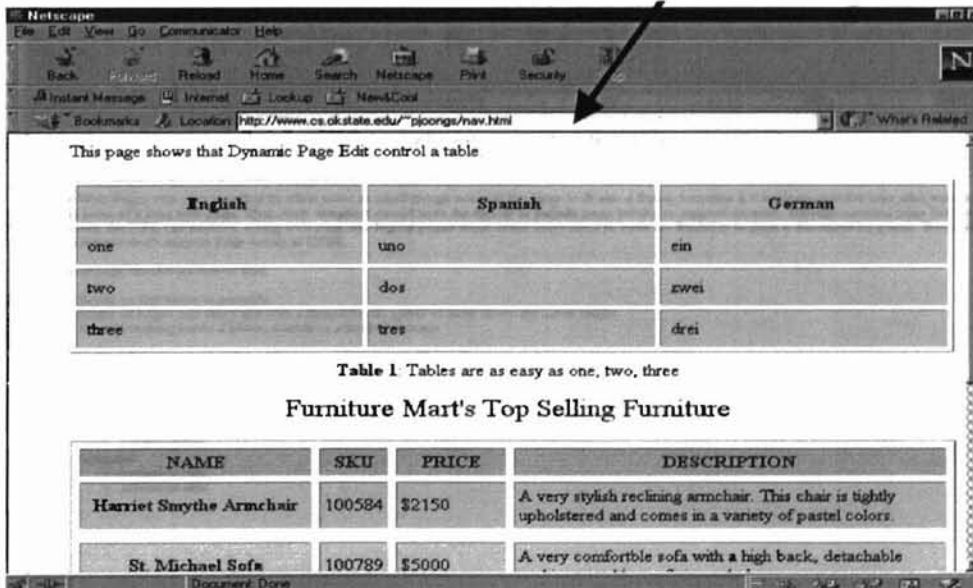 Netscape
File Edit View Go Communicator Help
Back Forward Reload Home Search Netscape Print Security
Instant Message Internet Lookup New&Cool
Bookmarks Location http://www.cs.okstate.edu/~pjoongs/nav.html What's Related
This page shows that Dynamic Page Edit control a table
English Spanish German
one uno ein
two dos zwei
three tres drei
Table 1: Tables are as easy as one, two, three
Furniture Mart's Top Selling Furniture
NAME SKU PRICE DESCRIPTION
Harriet Smythe Armchair 100584 $2150 A very stylish reclining armchair. This chair is tightly
upholstered and comes in a variety of pastel colors.
St. Michael Sofa 100789 $5000 A very comfortble sofa with a high back, detachable
Document: Done